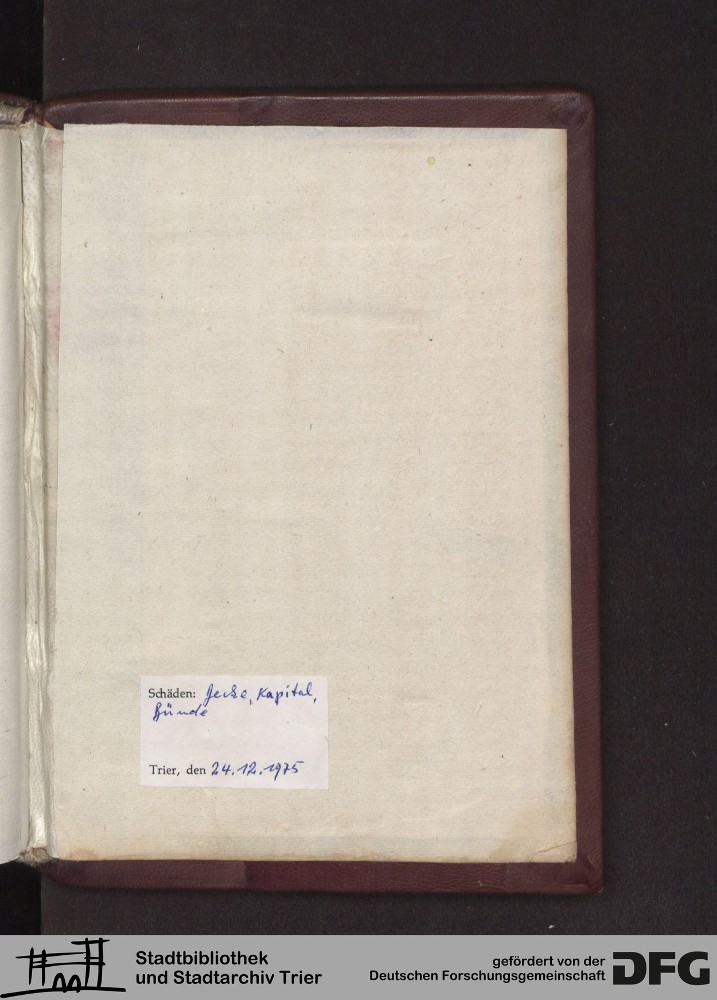 Schäden: Decke, Kapital,
Bünde
Trier, den 24.12.1975
Stadtbibliothek
und Stadtarchiv Trier
gefördert von der
Deutschen Forschungsgemeinschaft
DFG